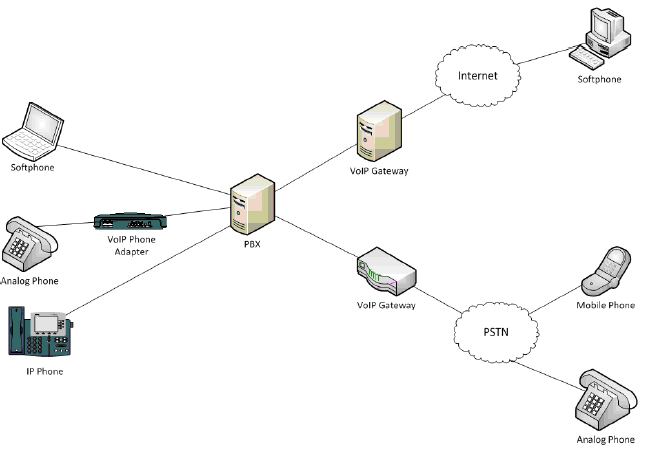 Internet
Softphone
VoIP Gateway
Softphone
VoIP Phone
Adapter
PBX
Analog Phone
VoIP Gateway
Mobile Phone
PSTN
IP Phone
Analog Phone